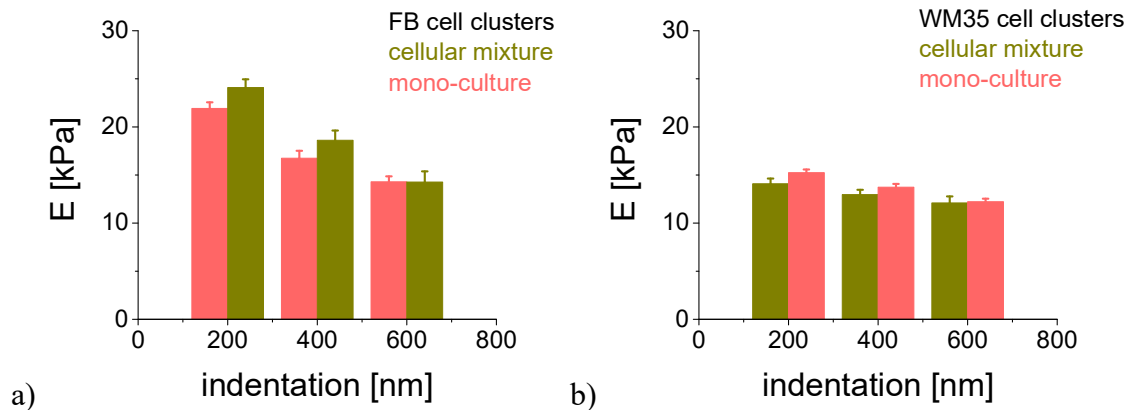 FB cell clusters
cellular mixture
mono-culture
30
20
10
0
E [kPa]
0 200 400 600 800
indentation [nm]
a)
WM35 cell clusters
cellular mixture
mono-culture
30
20
10
0
E [kPa]
0 200 400 600 800
indentation [nm]
b)